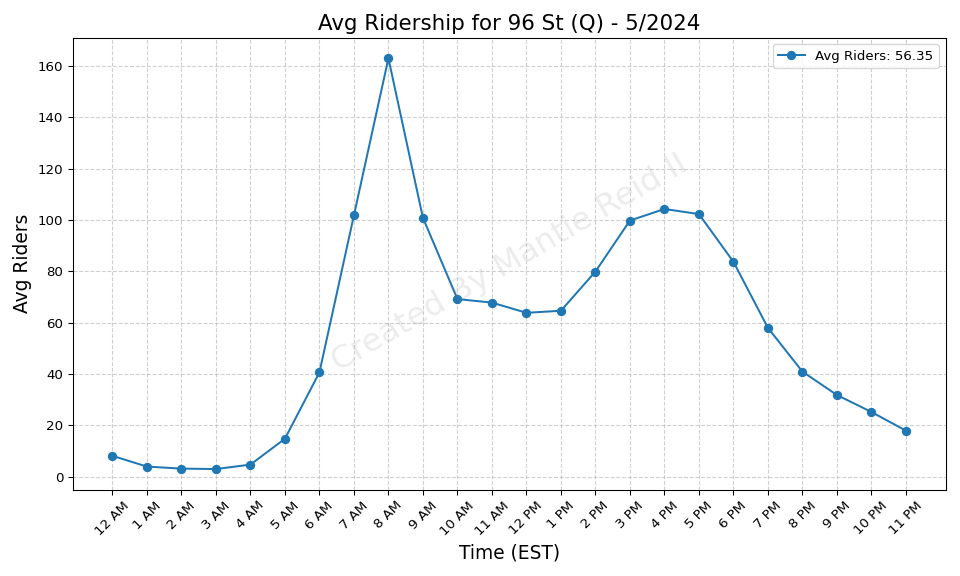 Avg Ridership for 96 St (Q) - 5/2024
Avg Riders: 56.35
160
140
120
100
80
60
40
20
0
Avg Riders
Created By Mantle Reid II
12 AM
1 AM
2 AM
3 AM
4 AM
5 AM
6 AM
7 AM
8 AM
9 AM
10 AM
11 AM
12 PM
1 PM
2 PM
3 PM
4 PM
5 PM
6 PM
7 PM
8 PM
9 PM
10 PM
11 PM
Time (EST)